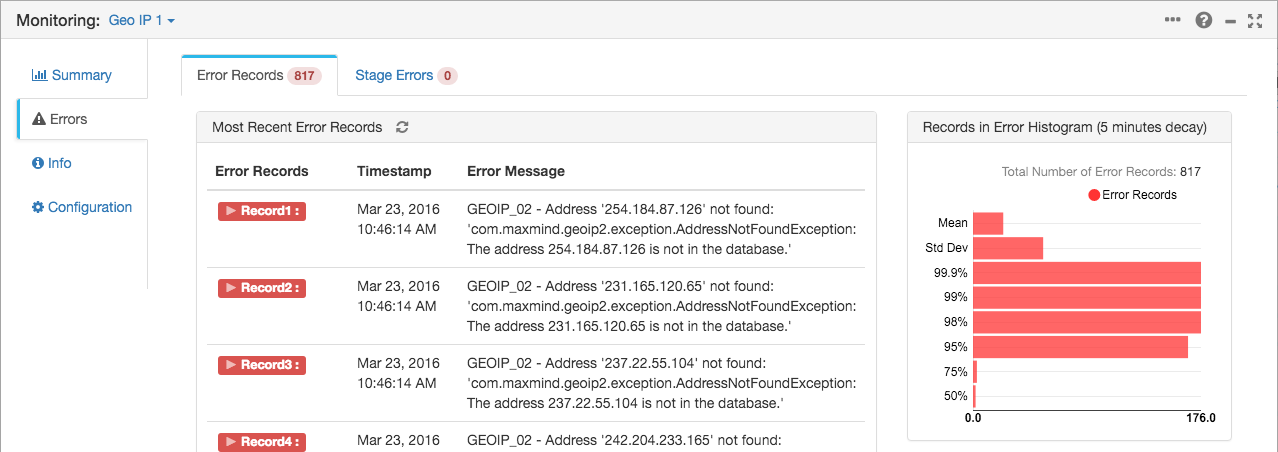 Monitoring: Geo IP 1
Summary
Errors
Info
Configuration
Error Records 817
Stage Errors 0
Most Recent Error Records
Error Records Timestamp Error Message
Record1 :
Mar 23, 2016
10:46:14 AM
GEOIP_02 - Address '254.184.87.126' not found:
'com.maxmind.geoip2.exception.AddressNotFoundException:
The address 254.184.87.126 is not in the database.'
Record2 :
Mar 23, 2016
10:46:14 AM
GEOIP_02 - Address '231.165.120.65' not found:
'com.maxmind.geoip2.exception.AddressNotFoundException:
The address 231.165.120.65 is not in the database.'
Record3 :
Mar 23, 2016
10:46:14 AM
GEOIP_02 - Address '237.22.55.104' not found:
'com.maxmind.geoip2.exception.AddressNotFoundException:
The address 237.22.55.104 is not in the database.'
Record4 :
Mar 23, 2016
GEOIP_02 - Address '242.204.233.165' not found:
Records in Error Histogram (5 minutes decay)
Total Number of Error Records: 817
Error Records
Mean
Std Dev
99.9%
99%
98%
95%
75%
50%
0.0 176.0